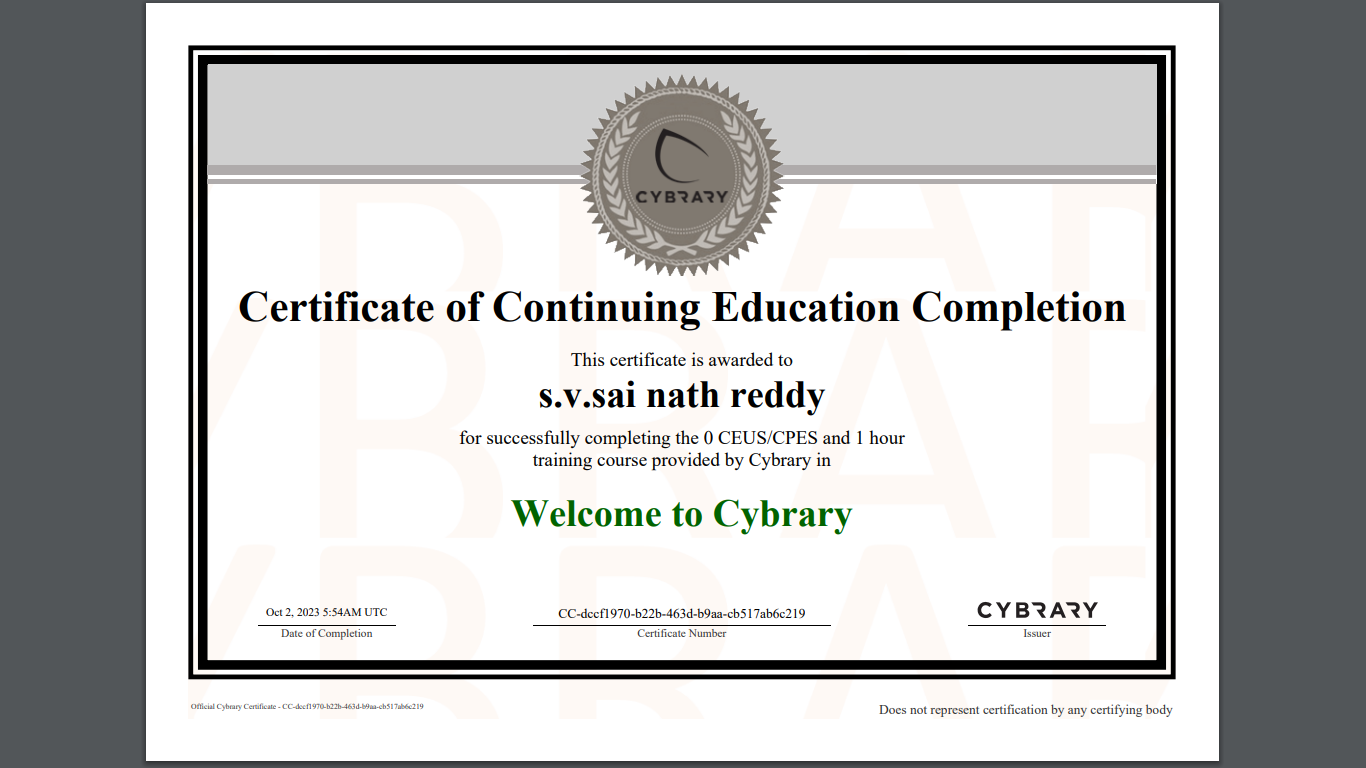 CYBRARY
Certificate of Continuing Education Completion
This certificate is awarded to
s.v.sai nath reddy
for successfully completing the 0 CEUS/CPES and 1 hour
training course provided by Cybrary in
Welcome to Cybrary
Oct 2, 2023 5:54AM UTC
Date of Completion
CC-dccf1970-b22b-463d-b9aa-cb517ab6c219
Certificate Number
CYBRARY
Issuer
Official Cybrary Certificate - CC-dccf1970-b22b-463d-b9aa-cb517ab6c219
Does not represent certification by any certifying body